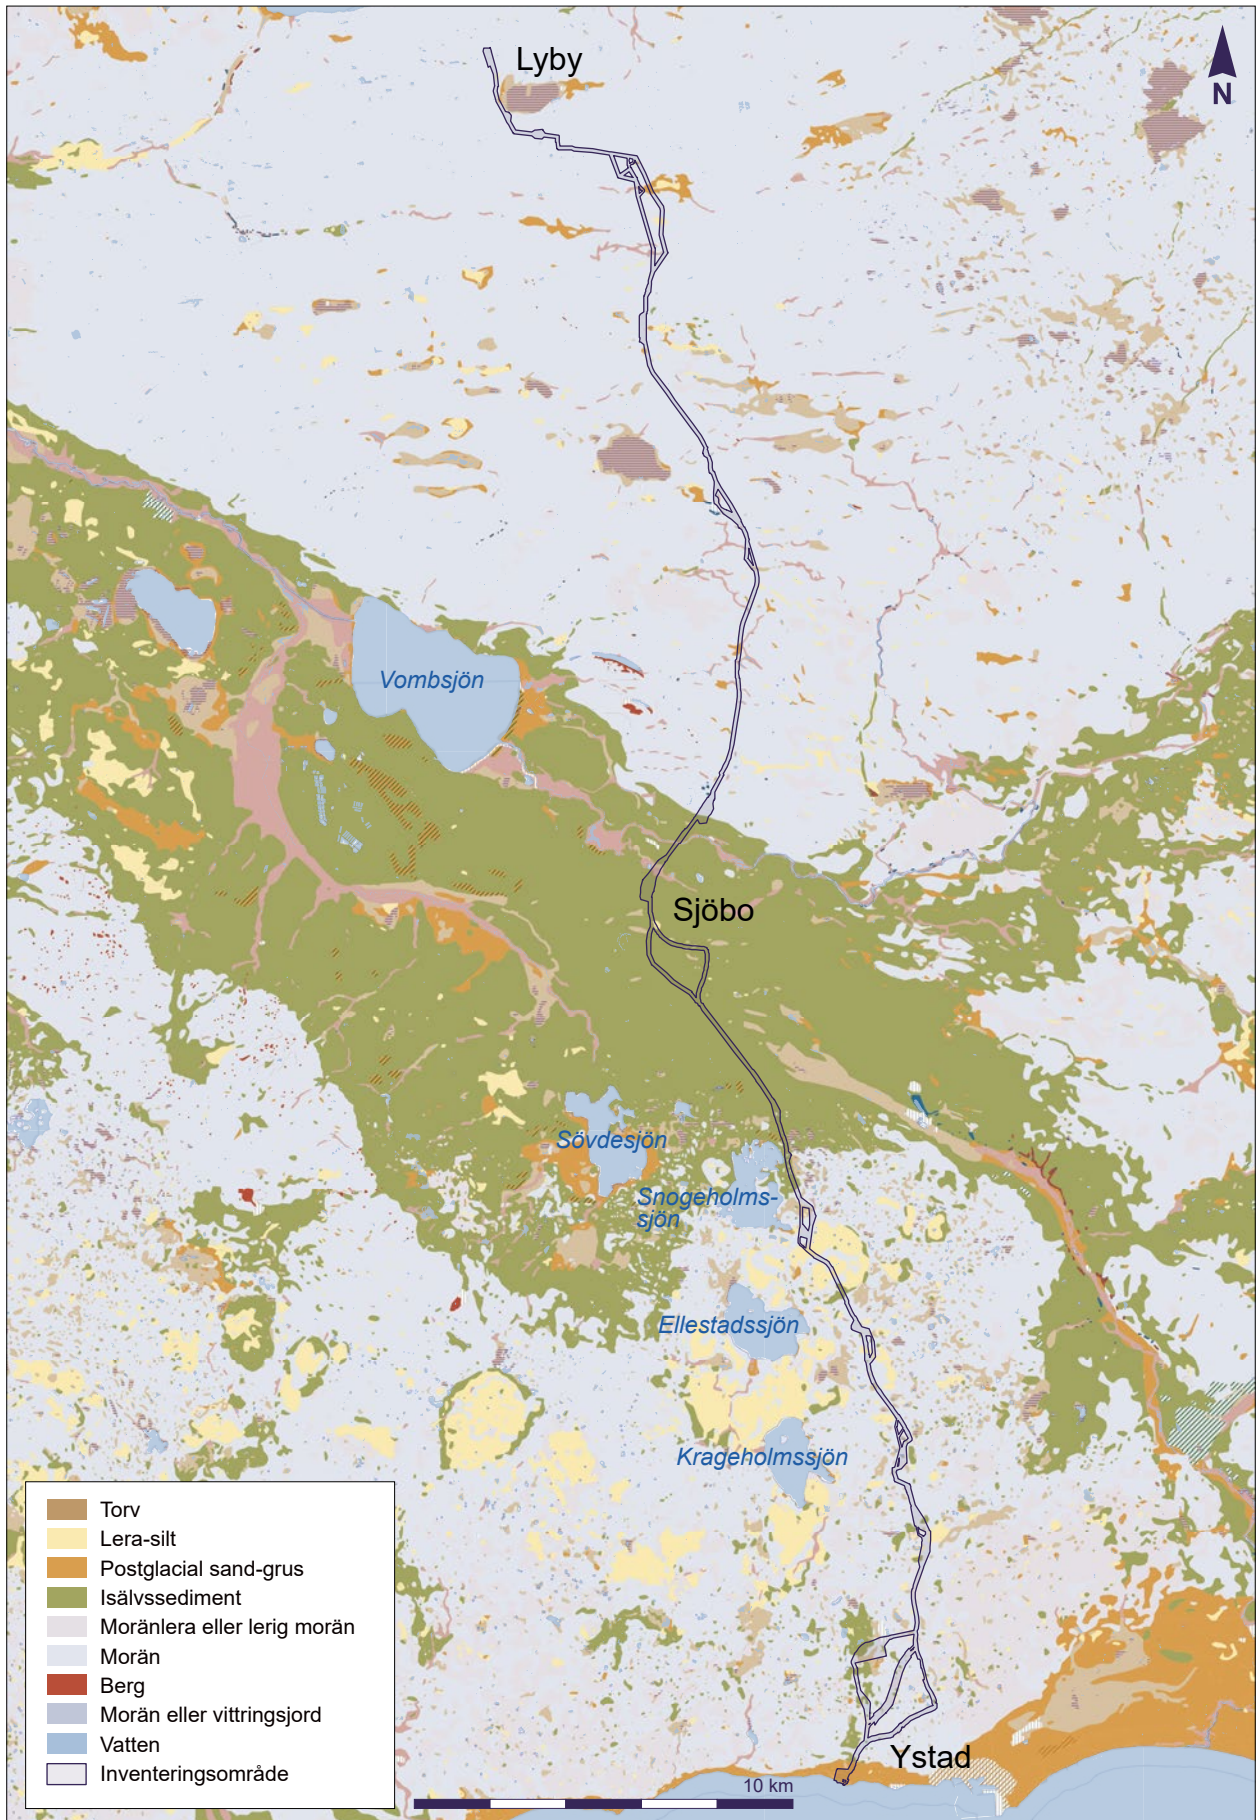 Lyby
N
Vombsjön
Sjöbo
Sövdesjön
Snogeholms-
sjön
Ellestadssjön
Krageholmssjön
Torv
Lera-silt
Postglacial sand-grus
Isälvssediment
Moränlera eller lerig morän
Morän
Berg
Morän eller vittringsjord
Vatten
Inventeringsområde
Ystad
10 km